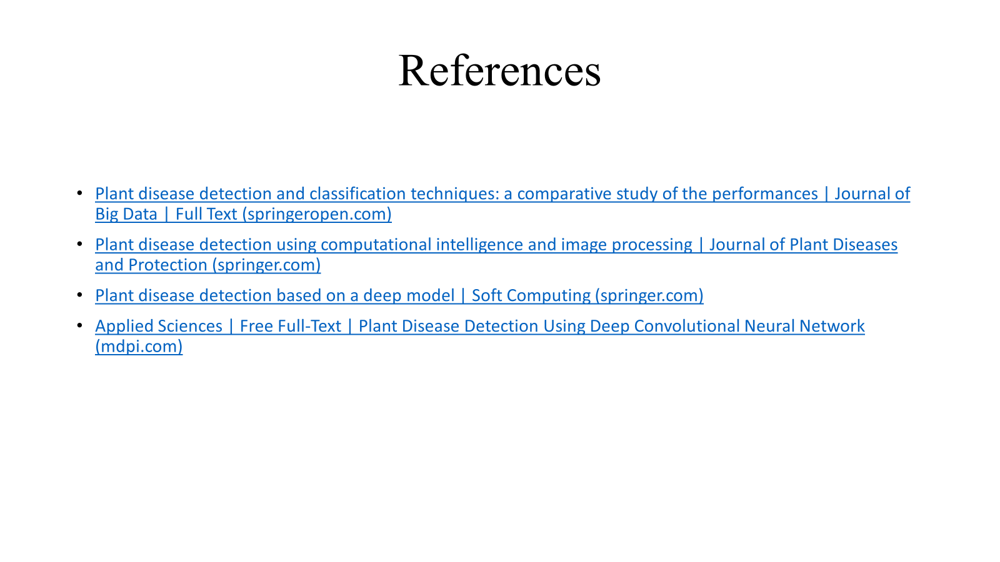 References
• Plant disease detection and classification techniques: a comparative study of the performances | Journal of
Big Data | Full Text (springeropen.com)
• Plant disease detection using computational intelligence and image processing | Journal of Plant Diseases
and Protection (springer.com)
• Plant disease detection based on a deep model | Soft Computing (springer.com)
• Applied Sciences | Free Full-Text | Plant Disease Detection Using Deep Convolutional Neural Network
(mdpi.com)